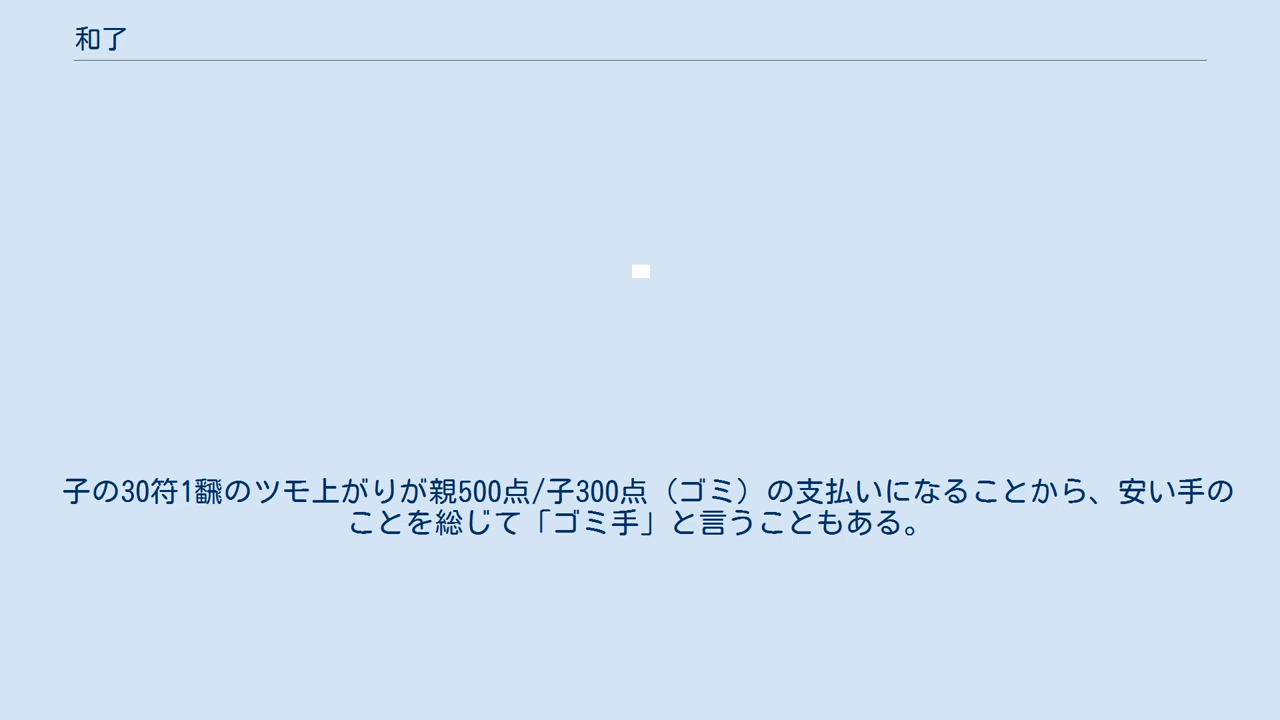 和了
子の30符1飜のツモ上がりが親500点/子300点（ゴミ）の支払いになることから、安い手の
ことを総じて「ゴミ手」と言うこともある。